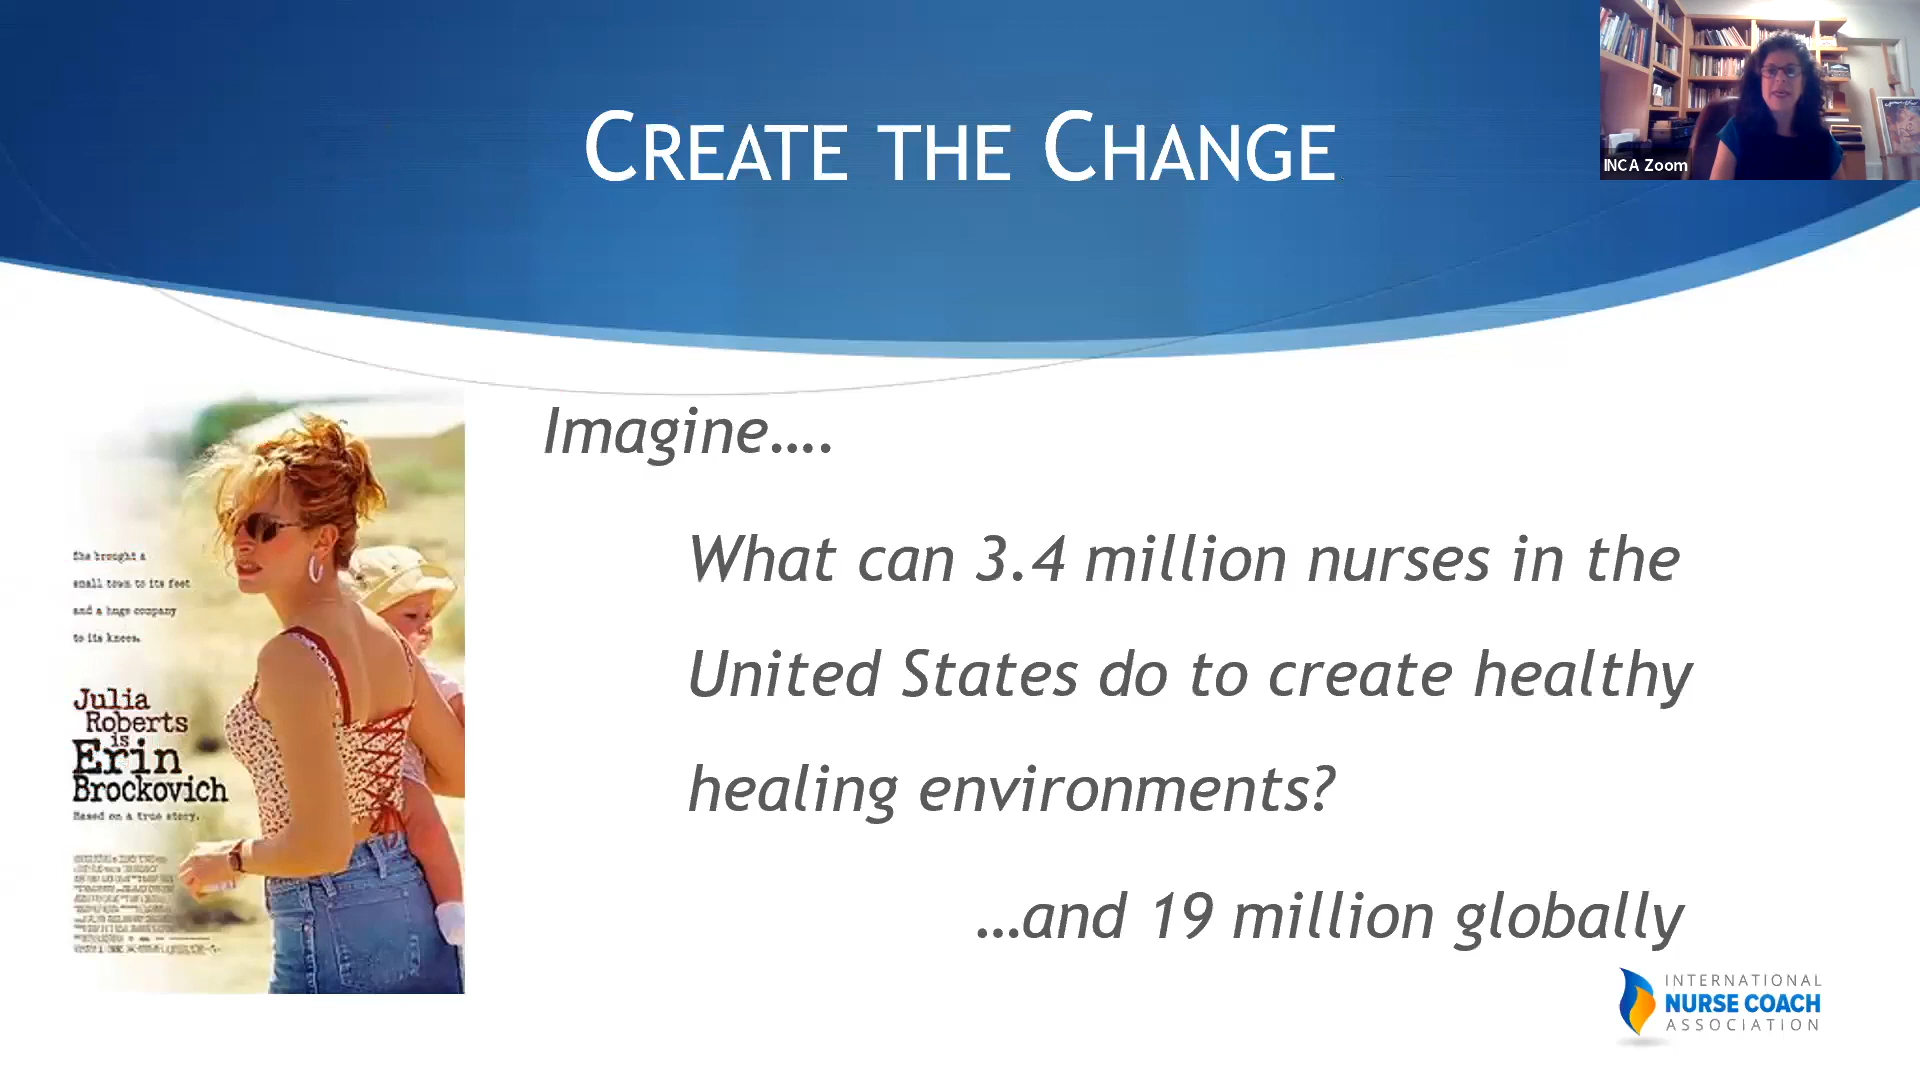 CREATE THE CHANGE
INCA Zoom
Imagine....
What can 3.4 million nurses in the
United States do to create healthy
healing environments?
...and 19 million globally
She brought a
small town to its feet
and a huge company
to its knees.
Julia
Roberts
is
Erin
Brockovich
Based on a true story.
INTERNATIONAL
NURSE COACH
ASSOCIATION